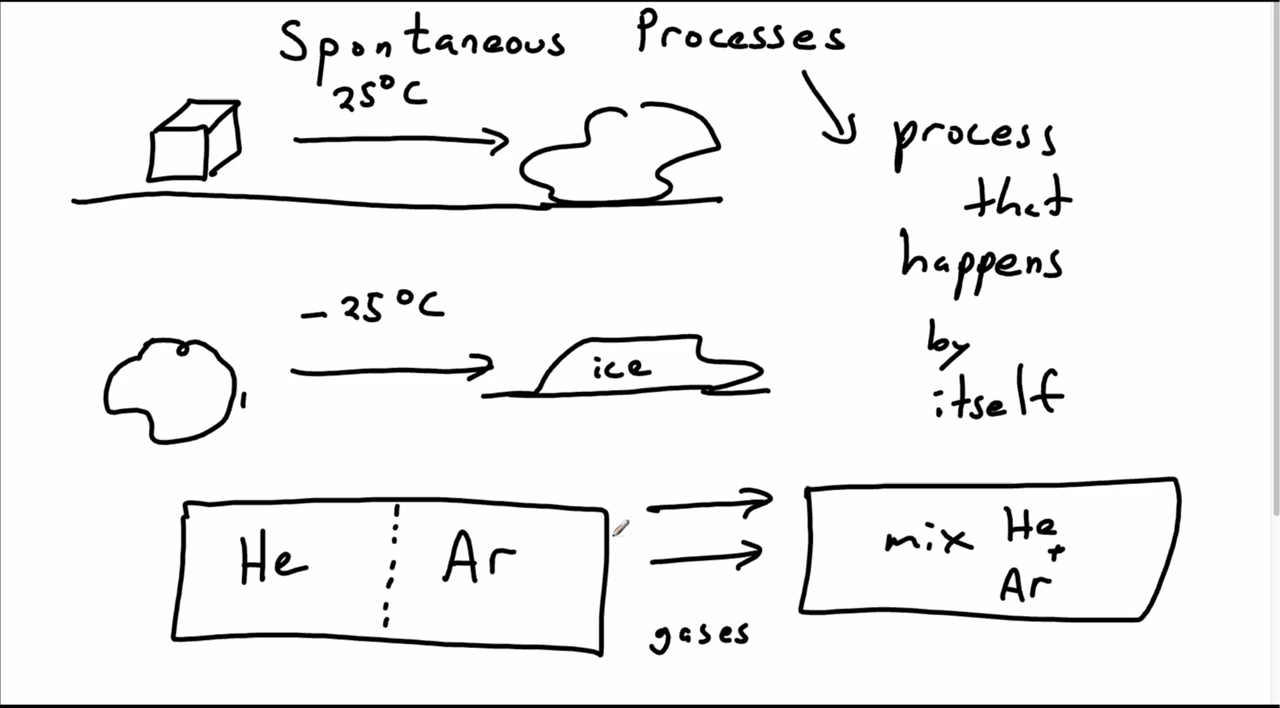 Spontaneous Processes
25°C
process
that
happens
by
itself
-25°C
ice
He Ar
gases
mix He
+
Ar